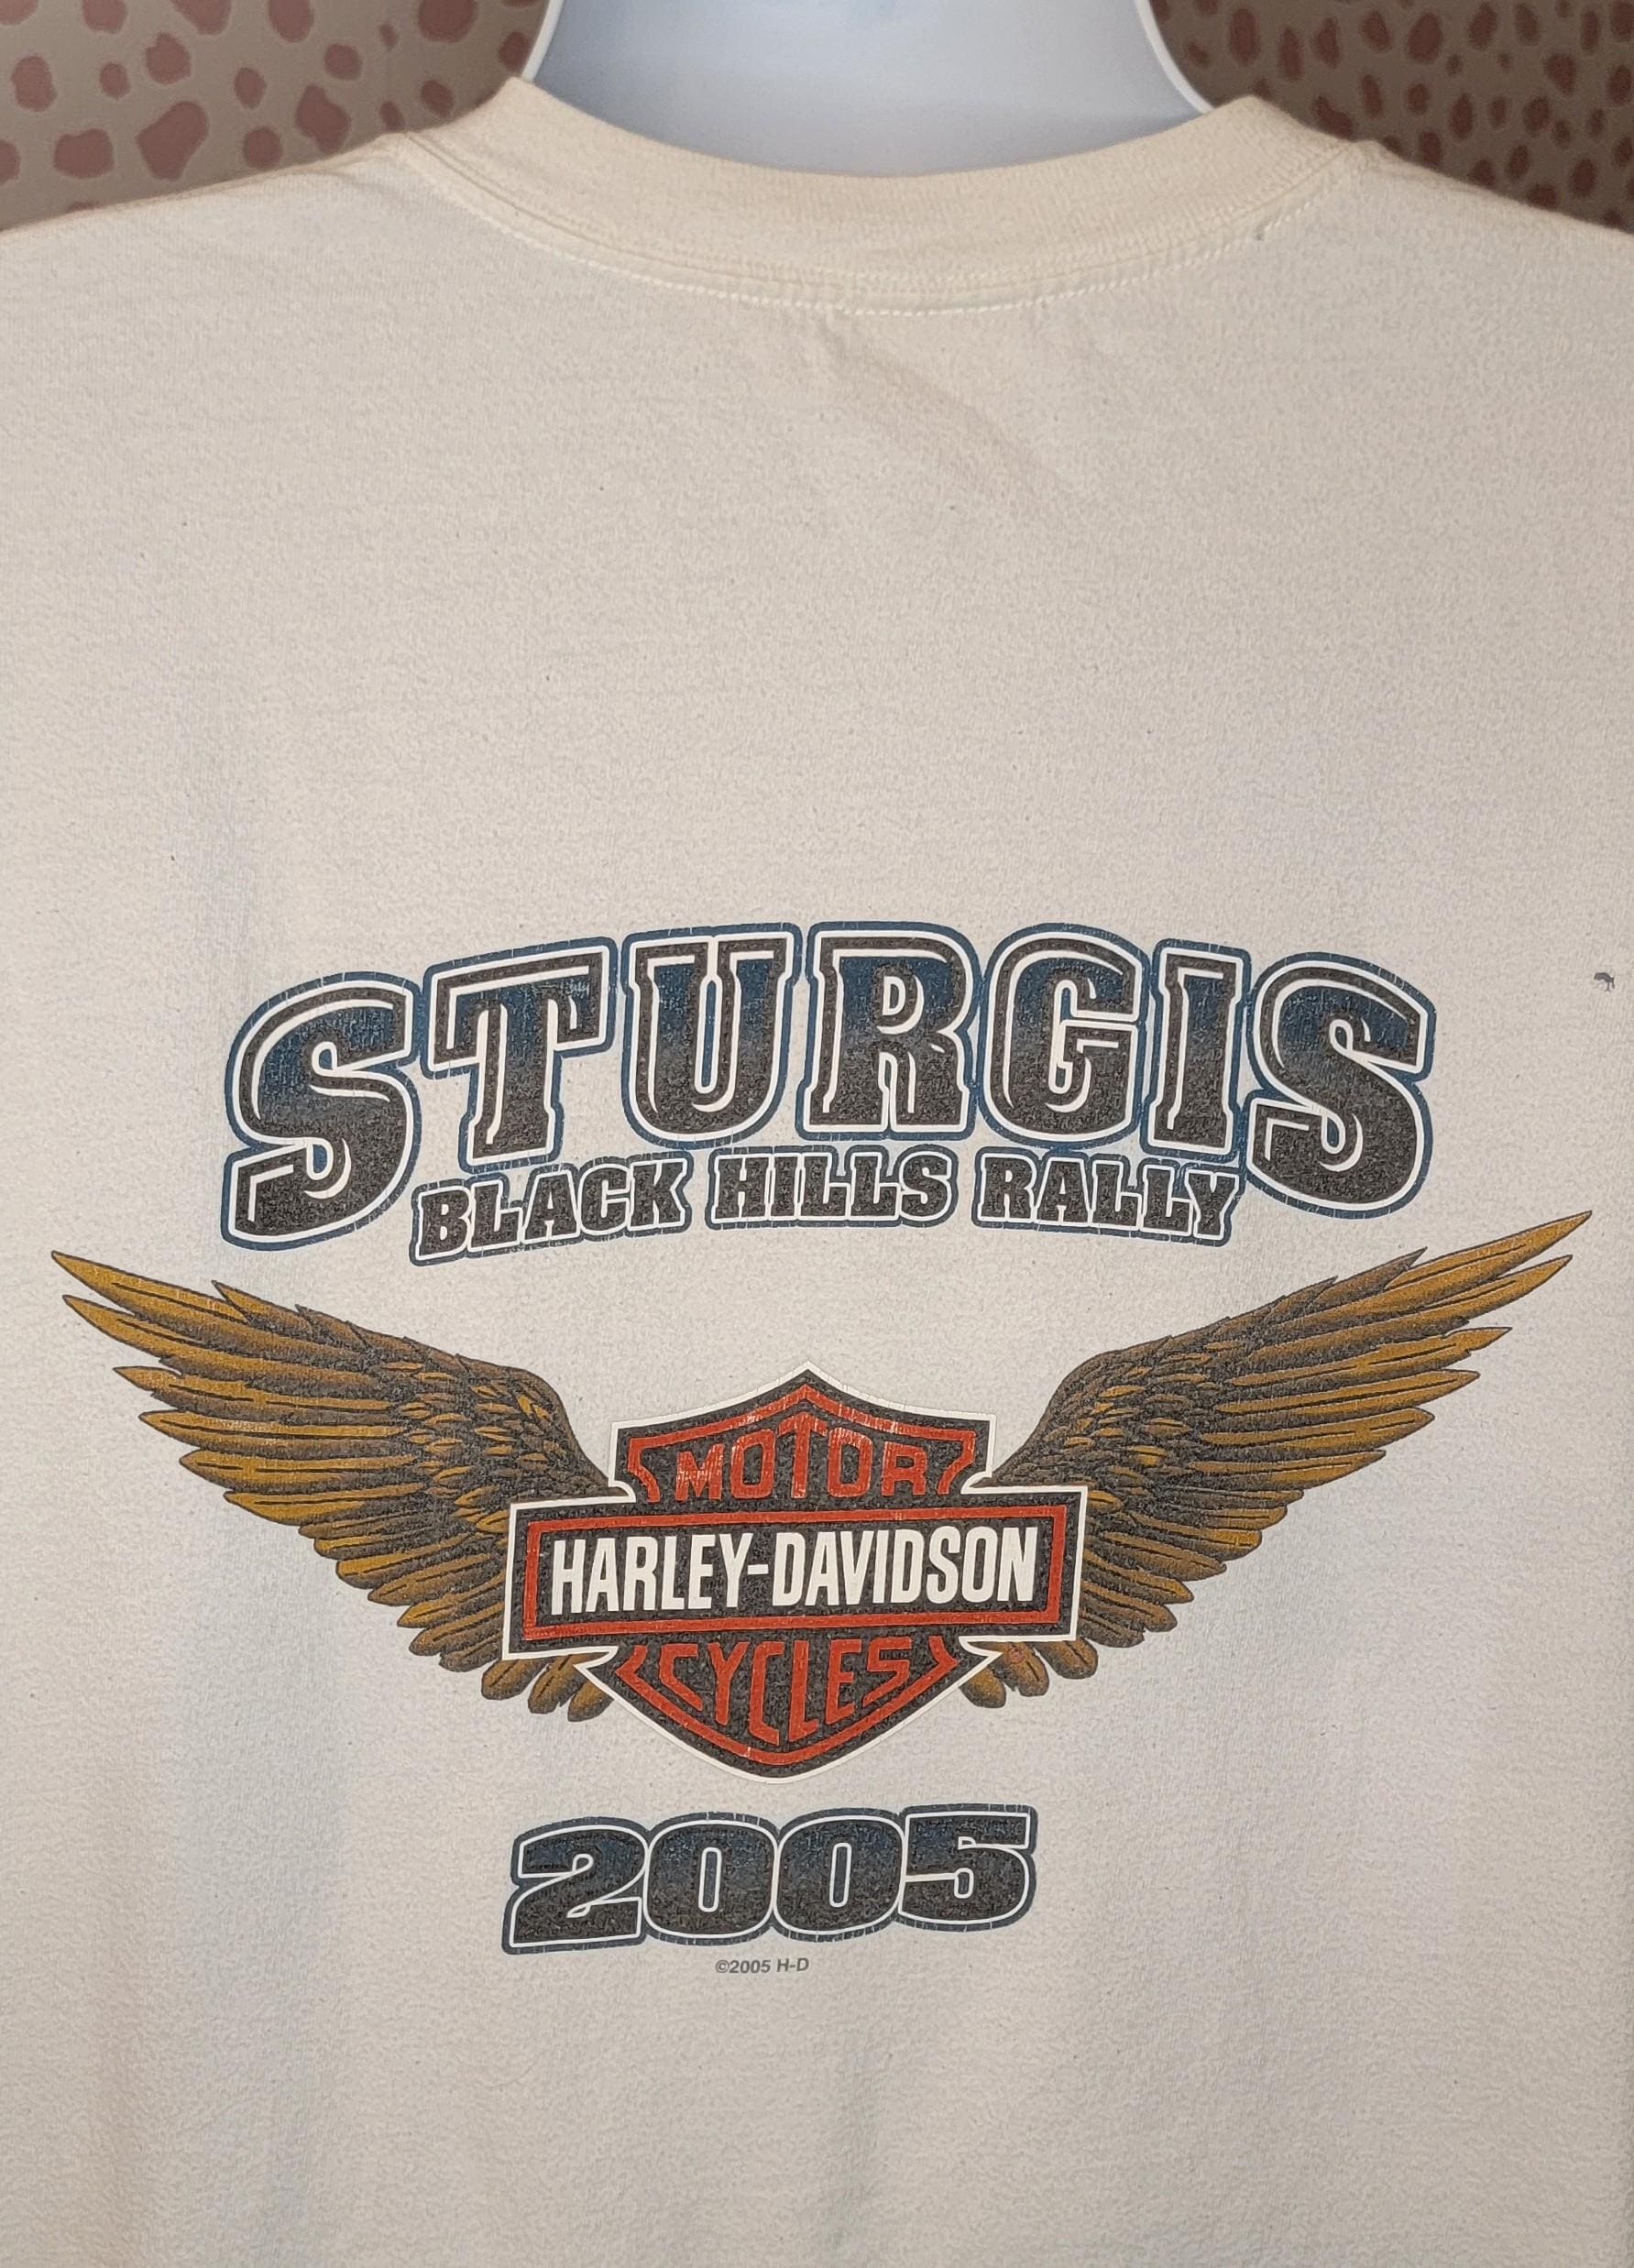 STURGIS
BLACK HILLS RALLY
MOTOR
HARLEY-DAVIDSON
CYCLES
2005
©2005 H-D